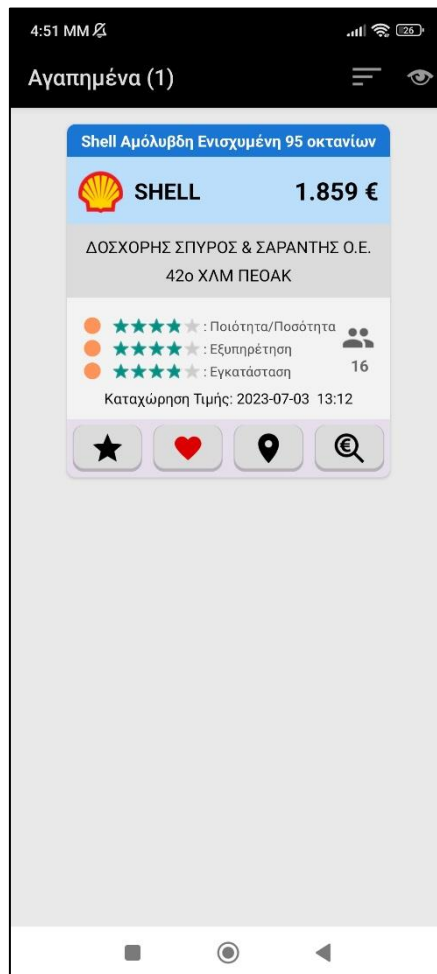 4:51 MM
26
Αγαπημένα (1)
Shell Αμόλυβδη Ενισχυμένη 95 οκτανίων
SHELL 1.859 €
ΔΟΣΧΟΡΗΣ ΣΠΥΡΟΣ & ΣΑΡΑΝΤΗΣ Ο.Ε.
42ο ΧΛΜ ΠΕΟΑΚ
: Ποιότητα/Ποσότητα
: Εξυπηρέτηση
: Εγκατάσταση
16
Καταχώρηση Τιμής: 2023-07-03 13:12
€